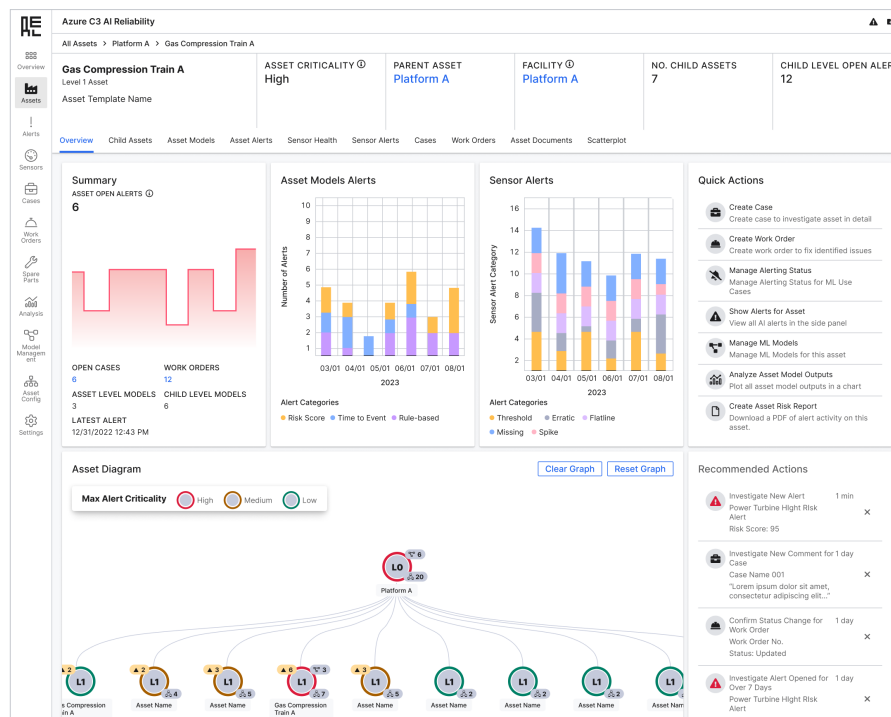 Azure C3 AI Reliability
All Assets > Platform A > Gas Compression Train A
Overview
Assets
Alerts
Sensors
Cases
Work
Orders
Spare
Parts
Analysis
Model
Managem
ent
Asset
Config
Settings
Gas Compression Train A
Level 1 Asset
Asset Template Name
ASSET CRITICALITY
High
PARENT ASSET
Platform A
FACILITY
Platform A
NO. CHILD ASSETS
7
CHILD LEVEL OPEN ALER
12
Overview Child Assets Asset Models Asset Alerts Sensor Health Sensor Alerts Cases Work Orders Asset Documents Scatterplot
Summary
ASSET OPEN ALERTS
6
OPEN CASES WORK ORDERS
6 12
ASSET LEVEL MODELS CHILD LEVEL MODELS
3 6
LATEST ALERT
12/31/2022 12:43 PM
Asset Models Alerts
Number of Alerts
10
9
8
7
6
5
4
3
2
1
03/01 04/01 05/01 05/01 06/01 07/01 08/01
2023
Alert Categories
Risk Score Time to Event Rule-based
Sensor Alerts
Sensor Alert Category
16
14
12
10
8
6
4
2
03/01 04/01 05/01 06/01 07/01 08/01
2023
Alert Categories
Threshold Erratic Flatline
Missing Spike
Quick Actions
Create Case
Create case to investigate asset in detail
Create Work Order
Create work order to fix identified issues
Manage Alerting Status
Manage Alerting Status for ML Use
Cases
Show Alerts for Asset
View all AI alerts in the side panel
Manage ML Models
Manage ML Models for this asset
Analyze Asset Model Outputs
Plot all asset model outputs in a chart
Create Asset Risk Report
Download a PDF of alert activity on this
asset.
Asset Diagram
Clear Graph Reset Graph
Max Alert Criticality High Medium Low
L0 6
20
Platform A
2 2 3 6 3 3
L1 L1 L1 L1 L1 L1 L1 L1 L1
4 5 7 5 2 2 2
s Compression Asset Name Asset Name Gas Compression Asset Name Asset Name Asset Name Asset Name Asset Nam
in A Train A
Recommended Actions
Investigate New Alert 1 min
Power Turbine HIght RIsk
Alert
Risk Score: 95
Investigate New Comment for 1 day
Case
Case Name 001
"Lorem ipsum dolor sit amet,
consectetur adipiscing elit..."
Confirm Status Change for 1 day
Work Order
Work Order No.
Status: Updated
Investigate Alert Opened for 1 day
Over 7 Days
Power Turbine HIght RIsk
Alert